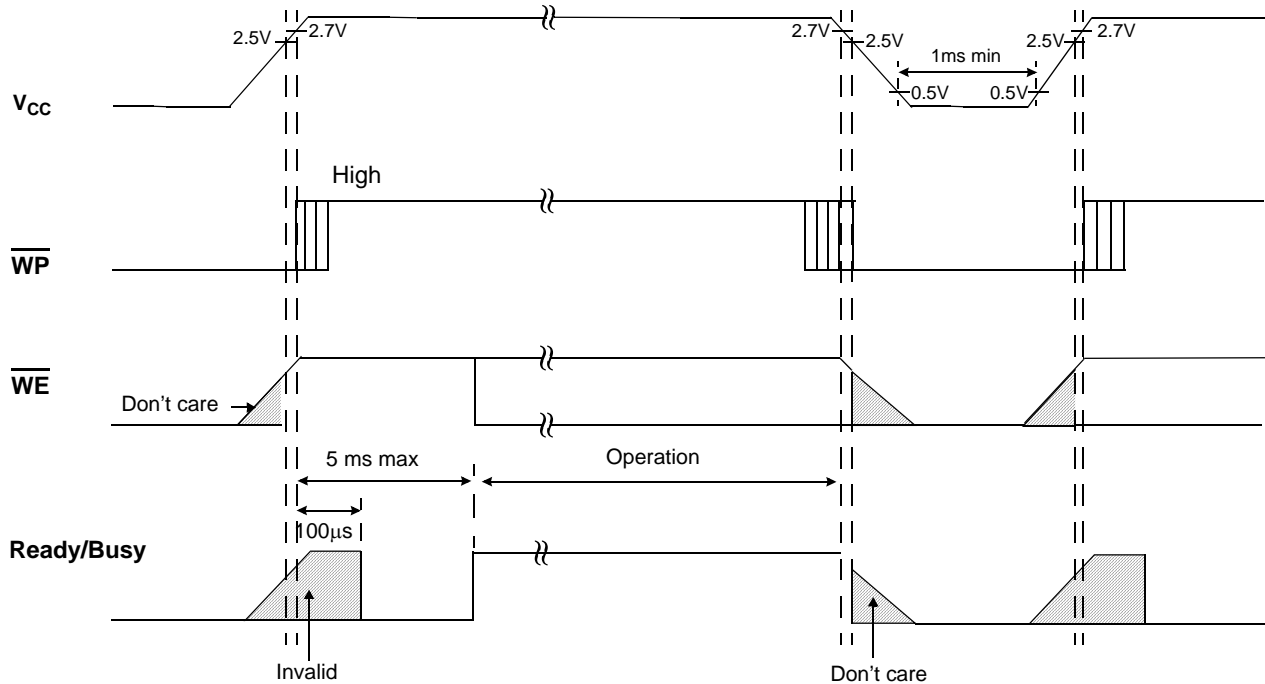 2.5V 2.7V 2.7V 2.5V 2.5V 2.7V
1ms min
0.5V 0.5V
VCC
High
WP
WE
Don't care
5 ms max Operation
100μs
Ready/Busy
Invalid Don't care